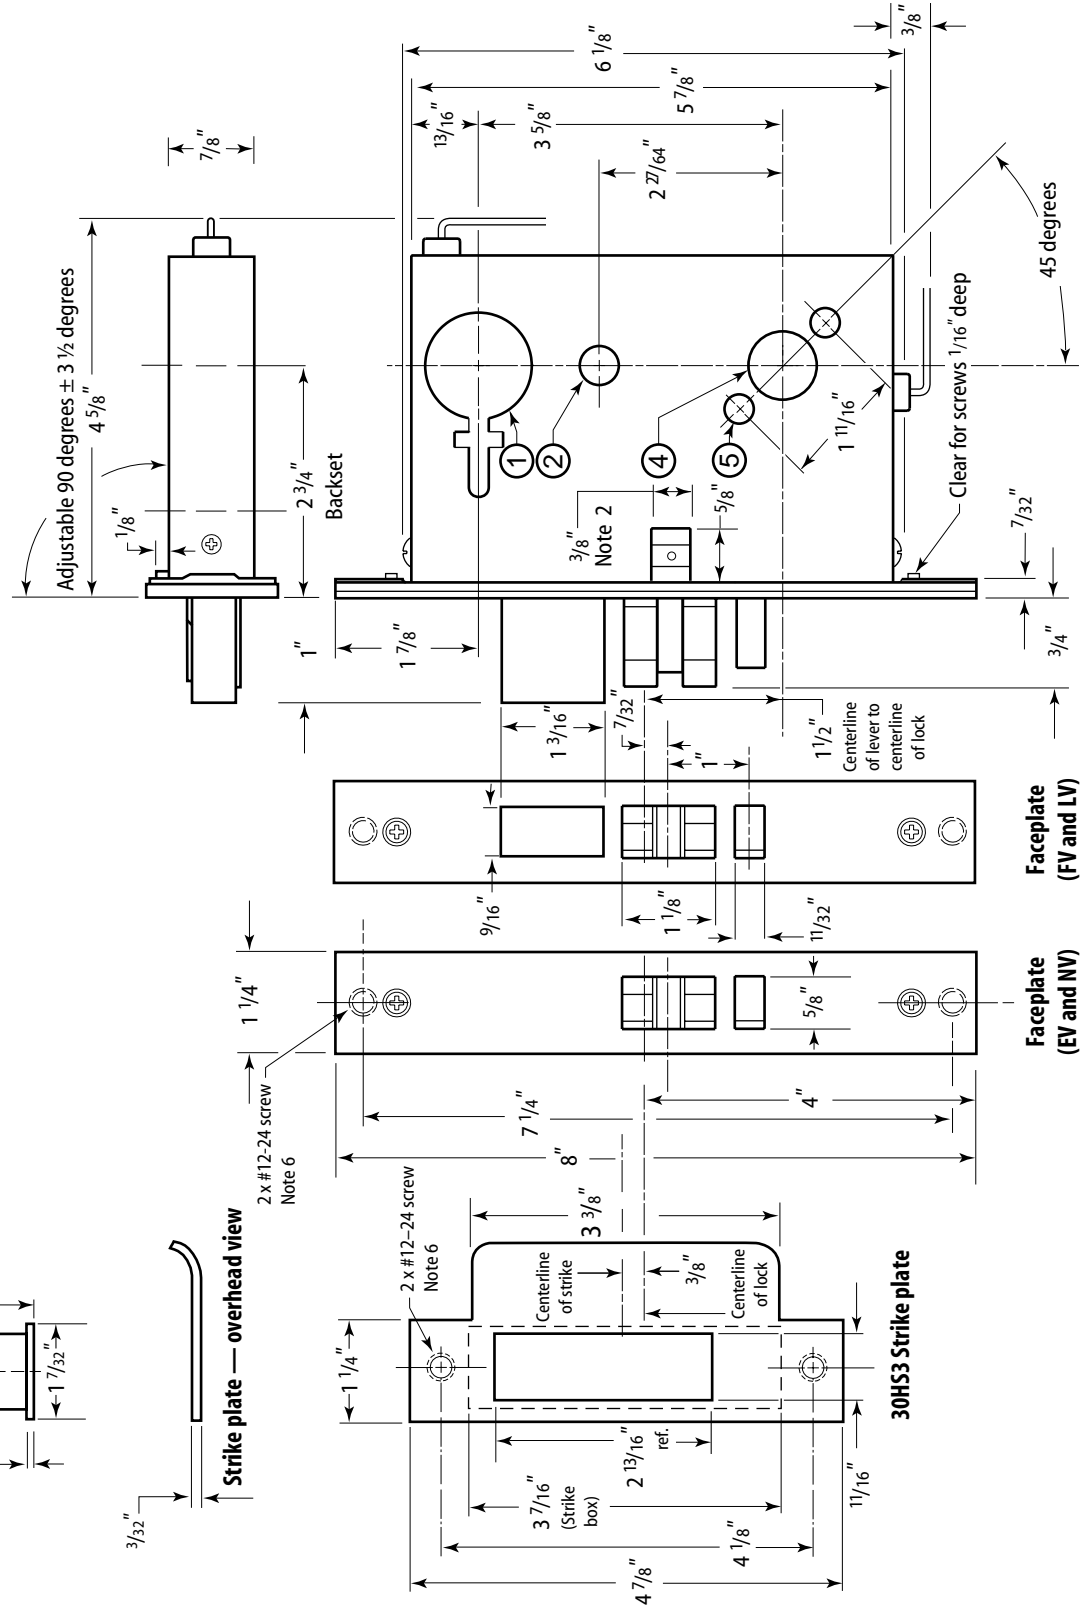 Adjustable 90 degrees ± 3 ½ degrees
4 5/8"
7/8"
1/8"
2 3/4"
Backset
1"
1 7/8"
13/16"
3 5/8"
2 27/64"
6 1/8"
5 7/8"
3/8"
45 degrees
1
2
4
5
1 11/16"
3/8"
Note 2
5/8"
Clear for screws 1/16" deep
7/32"
3/4"
1 3/16"
7/32"
1"
1 1/2"
Centerline
of lever to
centerline
of lock
9/16"
1 1/8"
11/32"
Faceplate
(FV and LV)
1 1/4"
2 x #12-24 screw
Note 6
5/8"
7 1/4"
4"
8"
Faceplate
(EV and NV)
1 7/32"
3/32"
Strike plate — overhead view
2 x #12–24 screw
Note 6
3 3/8"
Centerline
of strike
3/8"
Centerline
of lock
1 1/4"
2 13/16"
ref.
3 7/16"
(Strike
box)
11/16"
4 1/8"
4 7/8"
30HS3 Strike plate